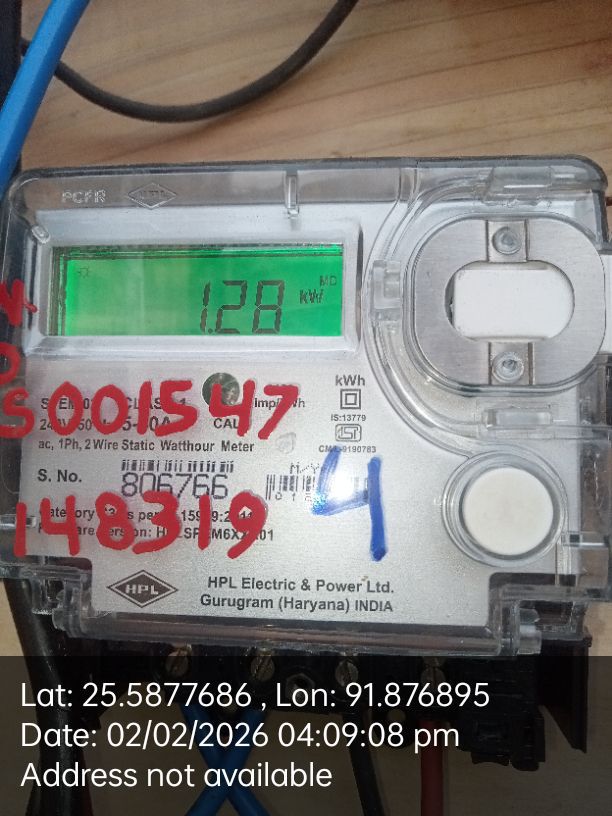 PCFR HPL
MD
1.28 kW
S001547
kWh
imp/kWh
IS:13779
240V
CAL
ac, 1Ph, 2 Wire Static Watthour Meter
S. No.
806766
M/Y
4
148319
HPL
HPL Electric & Power Ltd.
Gurugram (Haryana) INDIA
Lat: 25.5877686 , Lon: 91.876895
Date: 02/02/2026 04:09:08 pm
Address not available